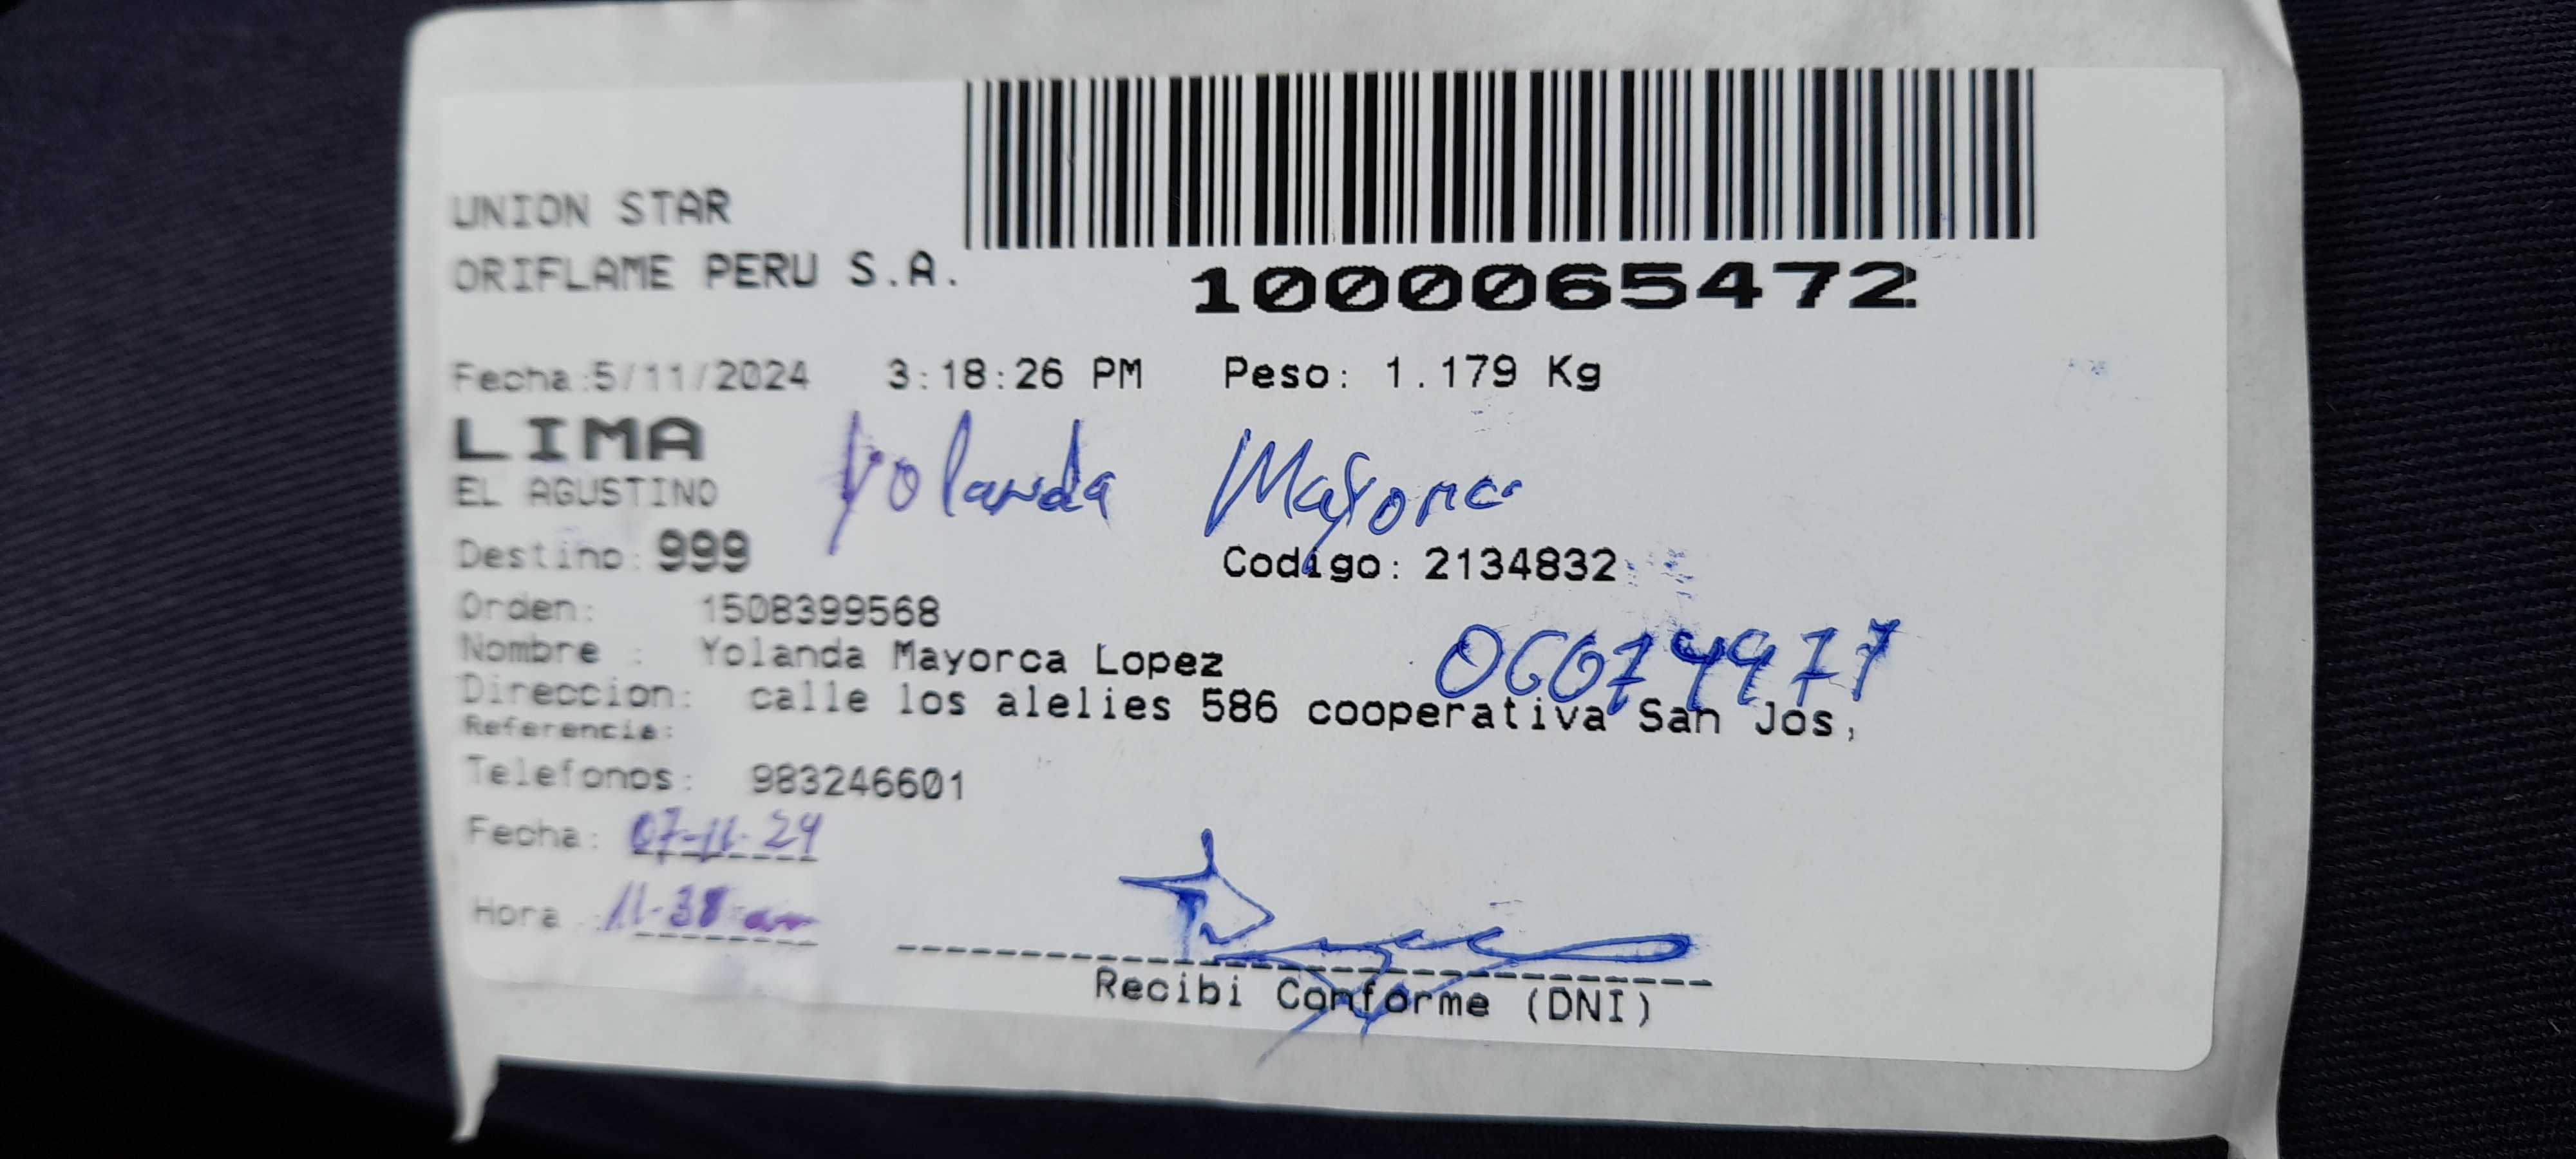 UNION STAR
ORIFLAME PERU S.A.
1000065472
Fecha:5/11/2024 3:18:26 PM Peso: 1.179 Kg
LIMA
Yolanda Mayorca
EL AGUSTINO
Destino: 999 Codigo: 2134832
Orden: 1508399568
Nombre : Yolanda Mayorca Lopez
06074977
Direccion: calle los alelies 586 cooperativa San Jos,
Referencia:
Telefonos: 983246601
Fecha: 07-11-24
Hora : 11-38 am
Recibi Conforme (DNI)